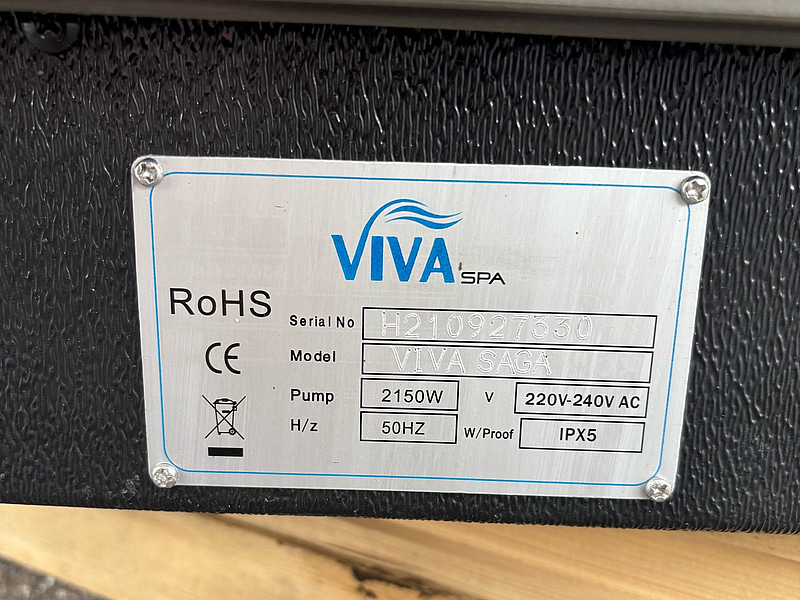 VIVA SPA
RoHS
Serial No H210927330
CE
Model VIVA SAGA
Pump 2150W V 220V-240V AC
H/z 50HZ W/Proof IPX5